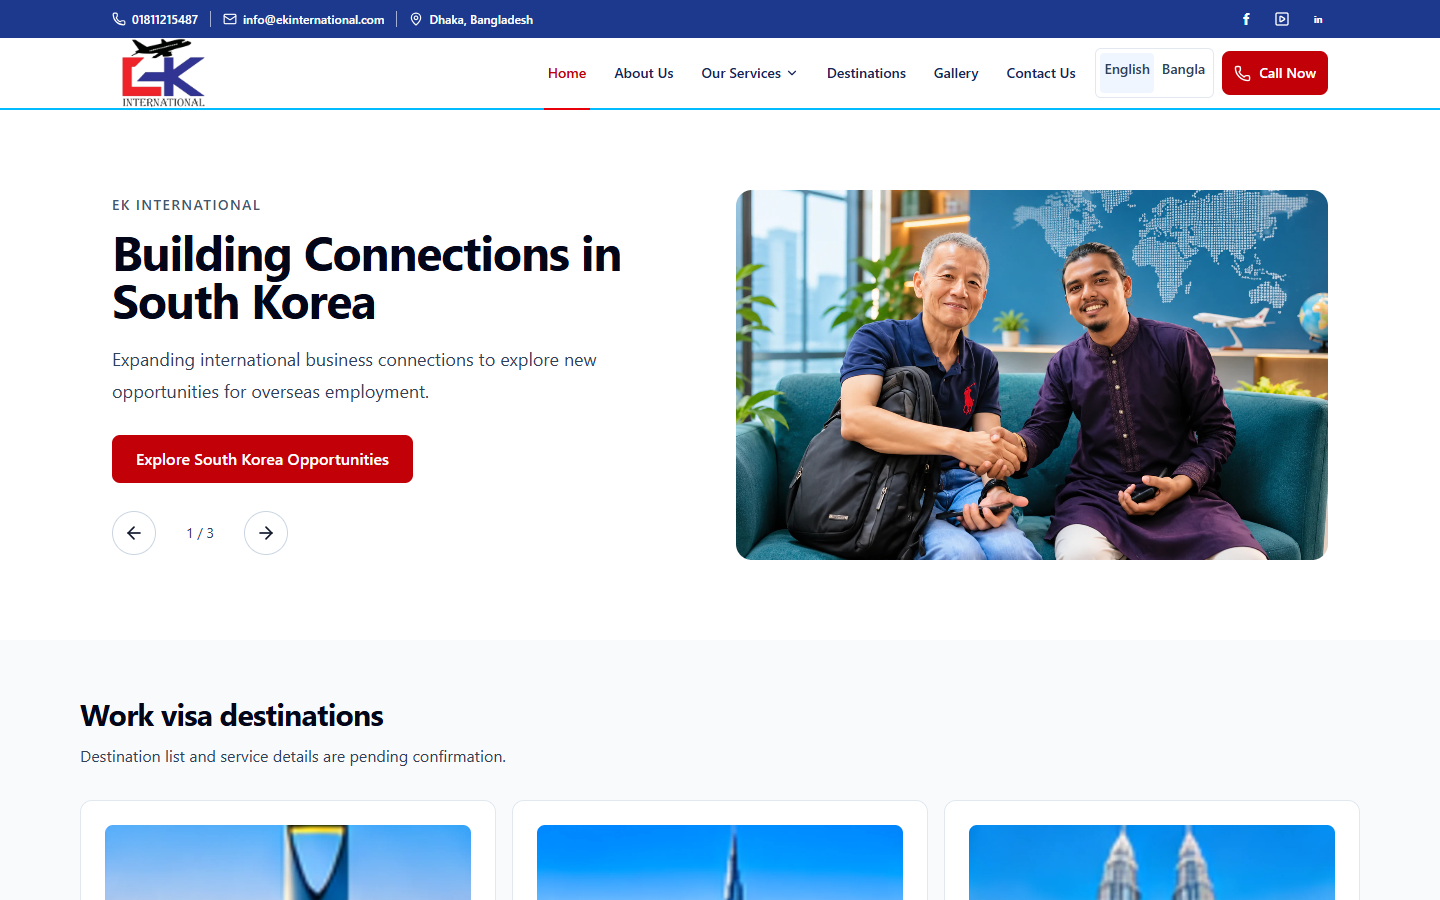 01811215487
info@ekinternational.com
Dhaka, Bangladesh
in
EK
INTERNATIONAL
Home
About Us
Our Services
Destinations
Gallery
Contact Us
English
Bangla
Call Now
EK INTERNATIONAL
Building Connections in
South Korea
Expanding international business connections to explore new
opportunities for overseas employment.
Explore South Korea Opportunities
1 / 3
Work visa destinations
Destination list and service details are pending confirmation.